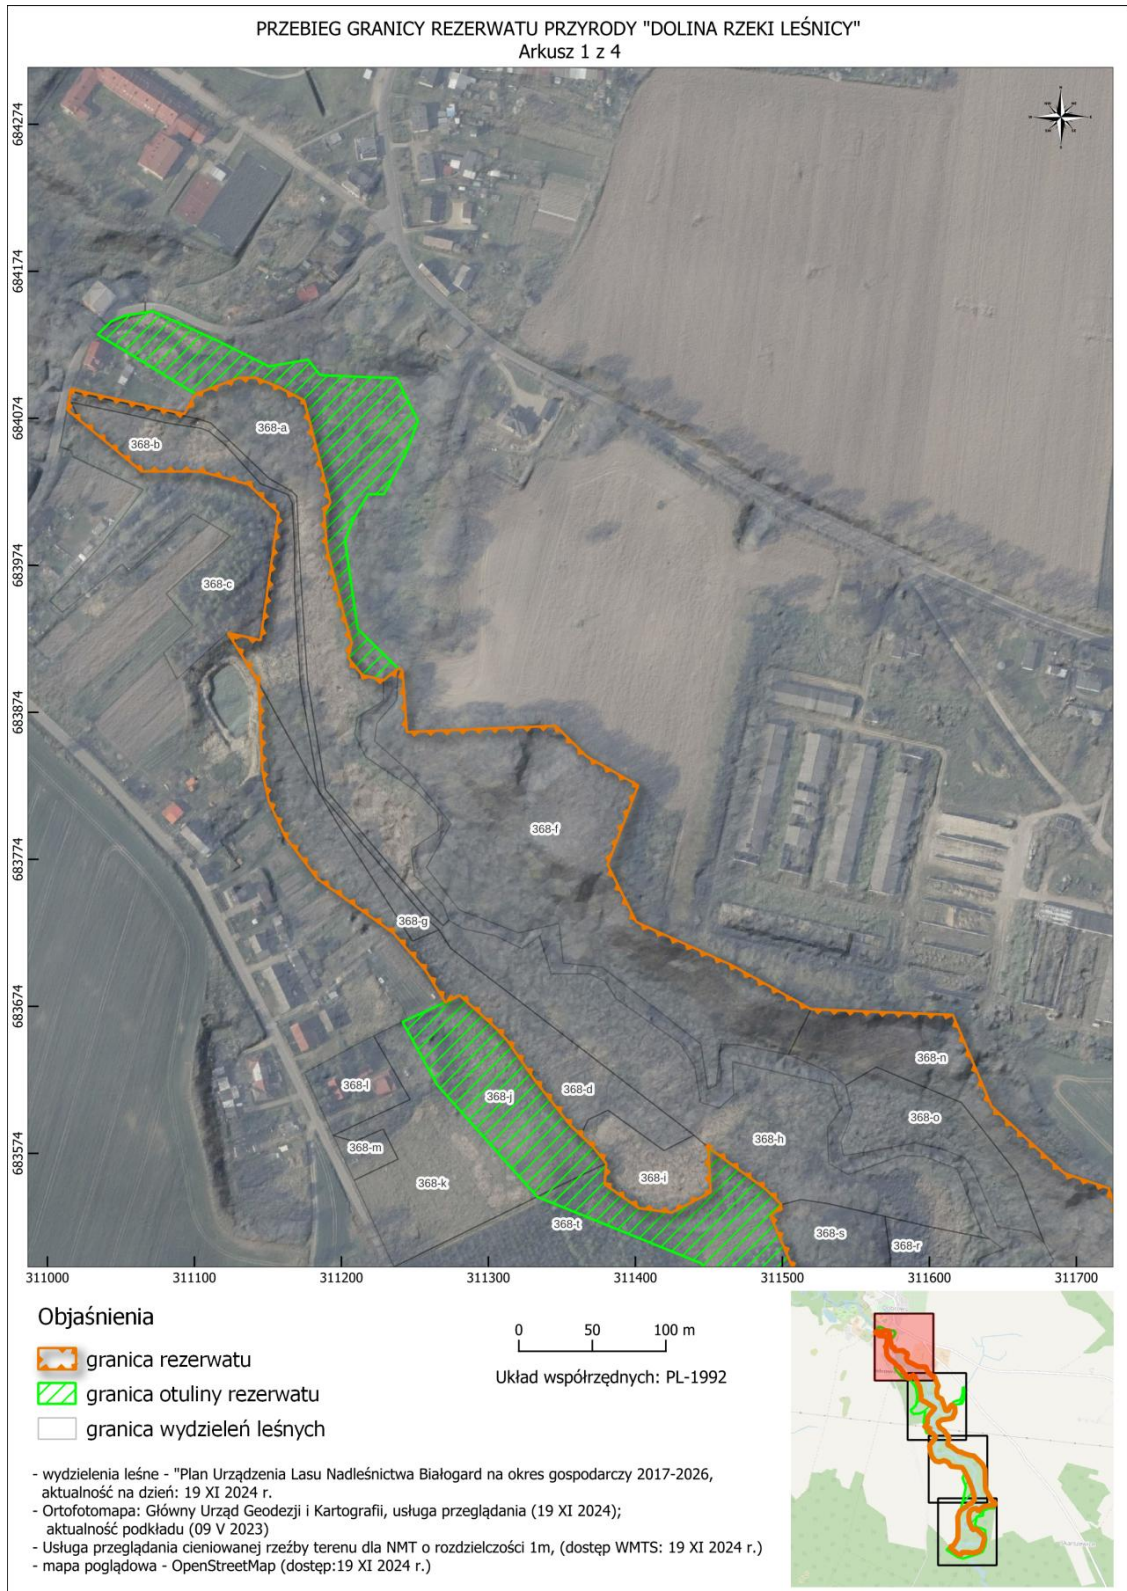 PRZEBIEG GRANICY REZERWATU PRZYRODY "DOLINA RZEKI LEŚNICY"
Arkusz 1 z 4
684274
684174
684074
683974
683874
683774
683674
683574
368-a
368-b
368-c
368-f
368-g
368-n
368-l
368-j
368-d
368-o
368-m
368-h
368-k
368-i
368-t
368-s
368-r
311000
311100
311200
311300
311400
311500
311600
311700
Objaśnienia
granica rezerwatu
granica otuliny rezerwatu
granica wydzieleń leśnych
0 50 100 m
Układ współrzędnych: PL-1992
- wydzielenia leśne - "Plan Urządzenia Lasu Nadleśnictwa Białogard na okres gospodarczy 2017-2026,
aktualność na dzień: 19 XI 2024 r.
- Ortofotomapa: Główny Urząd Geodezji i Kartografii, usługa przeglądania (19 XI 2024);
aktualność podkładu (09 V 2023)
- Usługa przeglądania cieniowanej rzeźby terenu dla NMT o rozdzielczości 1m, (dostęp WMTS: 19 XI 2024 r.)
- mapa poglądowa - OpenStreetMap (dostęp:19 XI 2024 r.)